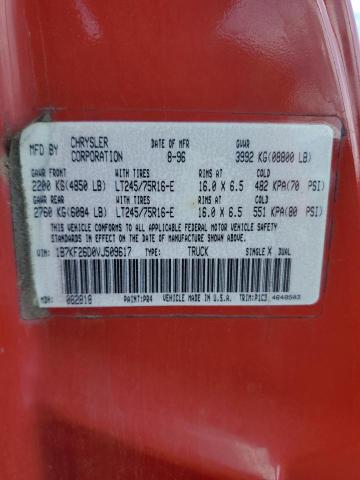 MFD BY CHRYSLER CORPORATION DATE OF MFR 8-96 GVWR 3992 KG(08800 LB)
GAWR FRONT WITH TIRES RIMS AT COLD
2200 KG(4850 LB) LT245/75R16-E 16.0 X 6.5 482 KPA(70 PSI)
GAWR REAR WITH TIRES RIMS AT COLD
2760 KG(6084 LB) LT245/75R16-E 16.0 X 6.5 551 KPA(80 PSI)
THIS VEHICLE CONFORMS TO ALL APPLICABLE FEDERAL MOTOR VEHICLE SAFETY
STANDARDS IN EFFECT ON THE DATE OF MANUFACTURE SHOWN ABOVE.
VIN: 1B7KF26D0VJ509617 TYPE: TRUCK SINGLE X DUAL
MDH: 082818 PAINT: PR4 VEHICLE MADE IN U.S.A. TRIM: P1C3 4648503